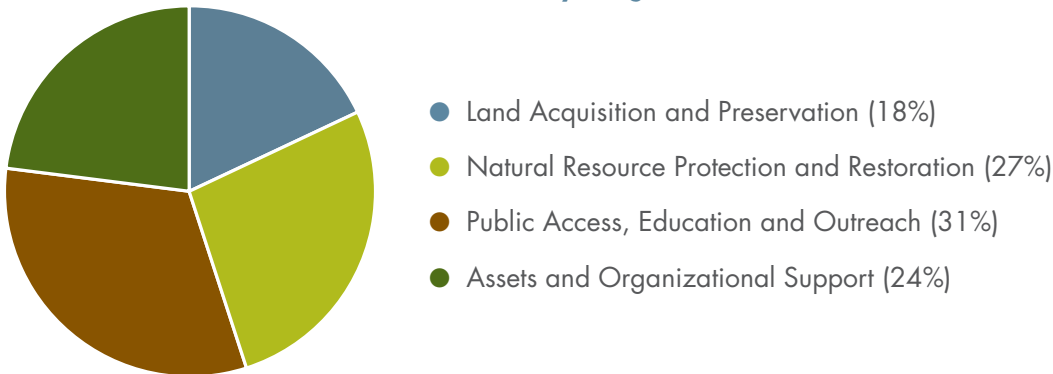 Land Acquisition and Preservation (18%)
Natural Resource Protection and Restoration (27%)
Public Access, Education and Outreach (31%)
Assets and Organizational Support (24%)